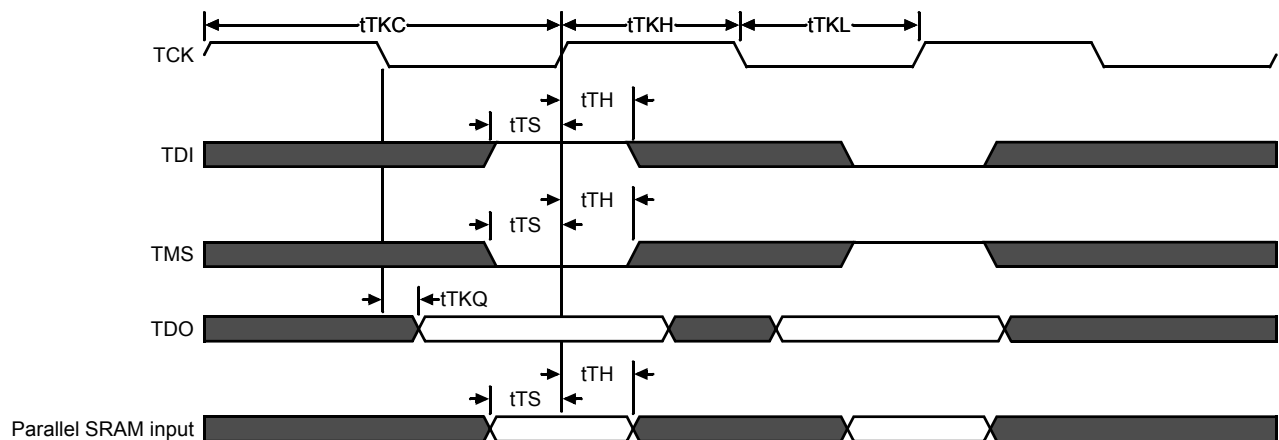 tTKC tTKH tTKL
TCK
tTH
tTS
TDI
tTH
tTS
TMS
tTKQ
TDO
tTH
tTS
Parallel SRAM input